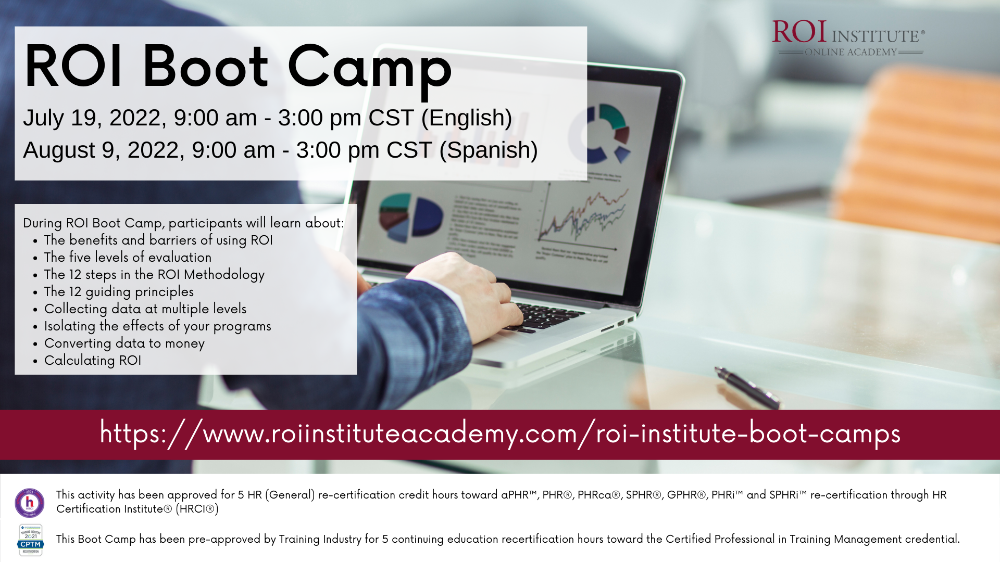 ROI INSTITUTE®
ONLINE ACADEMY
ROI Boot Camp
July 19, 2022, 9:00 am - 3:00 pm CST (English)
August 9, 2022, 9:00 am - 3:00 pm CST (Spanish)
During ROI Boot Camp, participants will learn about:
• The benefits and barriers of using ROI
• The five levels of evaluation
• The 12 steps in the ROI Methodology
• The 12 guiding principles
• Collecting data at multiple levels
• Isolating the effects of your programs
• Converting data to money
• Calculating ROI
https://www.roiinstituteacademy.com/roi-institute-boot-camps
2021
h
HRCI
HRCI.ORG
This activity has been approved for 5 HR (General) re-certification credit hours toward aPHR™, PHR®, PHRca®, SPHR®, GPHR®, PHRi™ and SPHRi™ re-certification through HR
Certification Institute® (HRCI®)
TRAINING INDUSTRY
2021
CPTM
RECERTIFICATION
This Boot Camp has been pre-approved by Training Industry for 5 continuing education recertification hours toward the Certified Professional in Training Management credential.